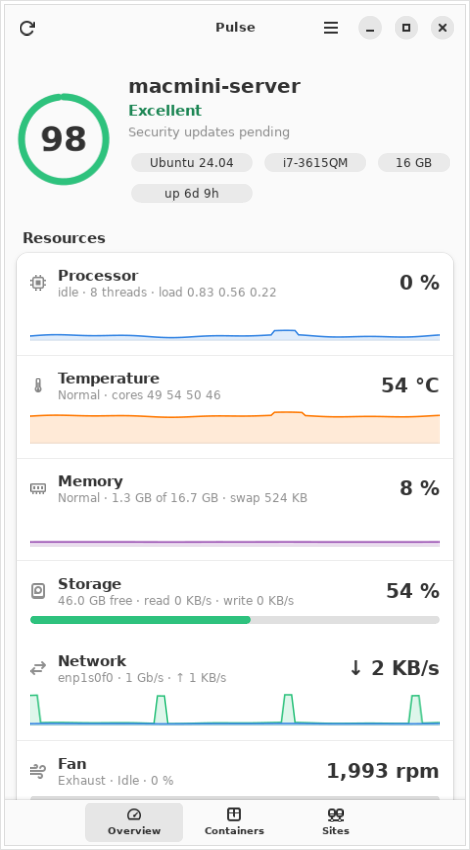 Pulse
macmini-server
Excellent
98
Security updates pending
Ubuntu 24.04 i7-3615QM 16 GB
up 6d 9h
Resources
Processor
0 %
idle · 8 threads · load 0.83 0.56 0.22
Temperature
54 °C
Normal · cores 49 54 50 46
Memory
8 %
Normal · 1.3 GB of 16.7 GB · swap 524 KB
Storage
54 %
46.0 GB free · read 0 KB/s · write 0 KB/s
Network
↓ 2 KB/s
enp1s0f0 · 1 Gb/s · ↑ 1 KB/s
Fan
1,993 rpm
Exhaust · Idle · 0 %
Overview Containers Sites